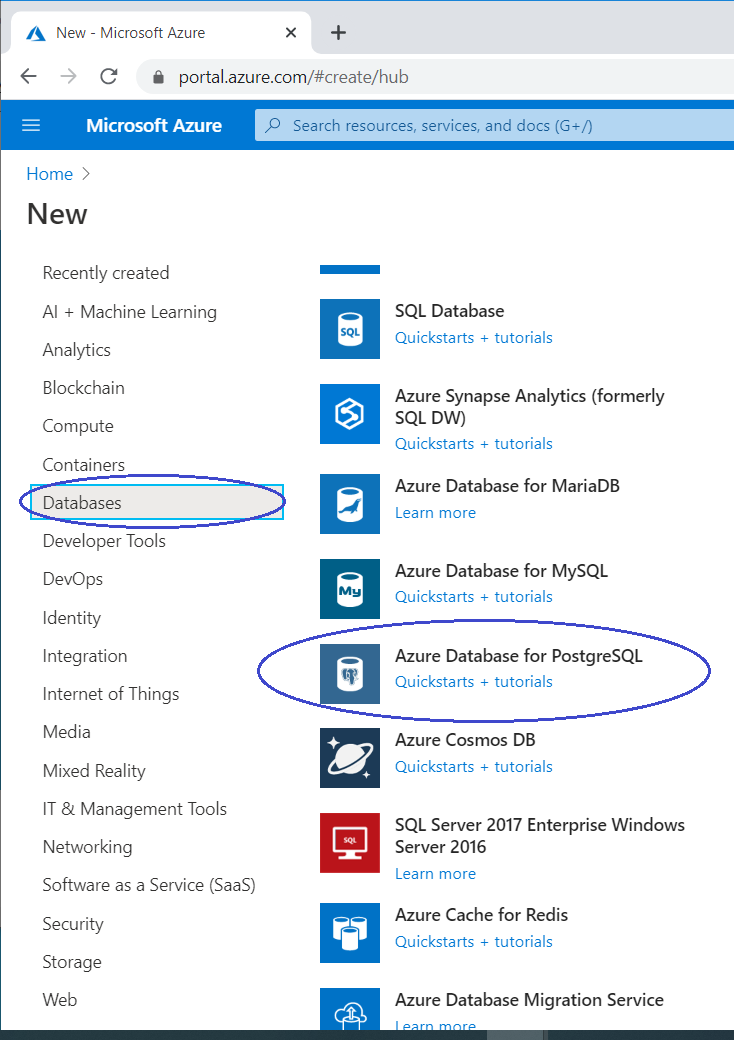 New - Microsoft Azure
portal.azure.com/#create/hub
Microsoft Azure
Search resources, services, and docs (G+/)
Home
New
Recently created
AI + Machine Learning
Analytics
Blockchain
Compute
Containers
Databases
Developer Tools
DevOps
Identity
Integration
Internet of Things
Media
Mixed Reality
IT & Management Tools
Networking
Software as a Service (SaaS)
Security
Storage
Web
SQL
SQL Database
Quickstarts + tutorials
Azure Synapse Analytics (formerly
SQL DW)
Quickstarts + tutorials
Azure Database for MariaDB
Learn more
My
Azure Database for MySQL
Quickstarts + tutorials
Azure Database for PostgreSQL
Quickstarts + tutorials
Azure Cosmos DB
Quickstarts + tutorials
SQL
SQL Server 2017 Enterprise Windows
Server 2016
Learn more
Azure Cache for Redis
Quickstarts + tutorials
Azure Database Migration Service
Learn more